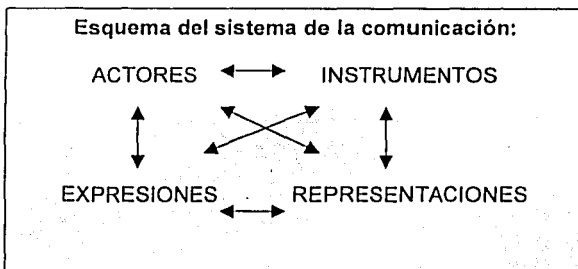 Esquema del sistema de la comunicación:
ACTORES INSTRUMENTOS
EXPRESIONES REPRESENTACIONES